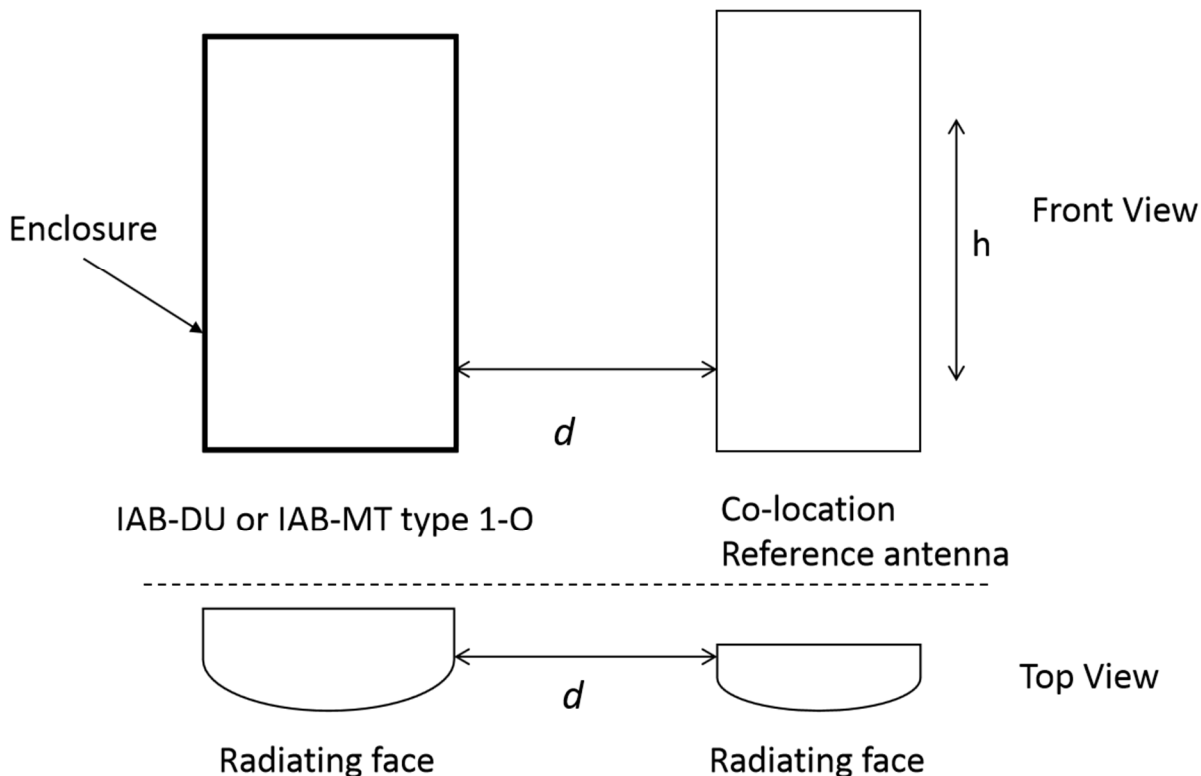 Front View
Enclosure
h
d
IAB-DU or IAB-MT type 1-O
Co-location
Reference antenna
d
Top View
Radiating face
Radiating face